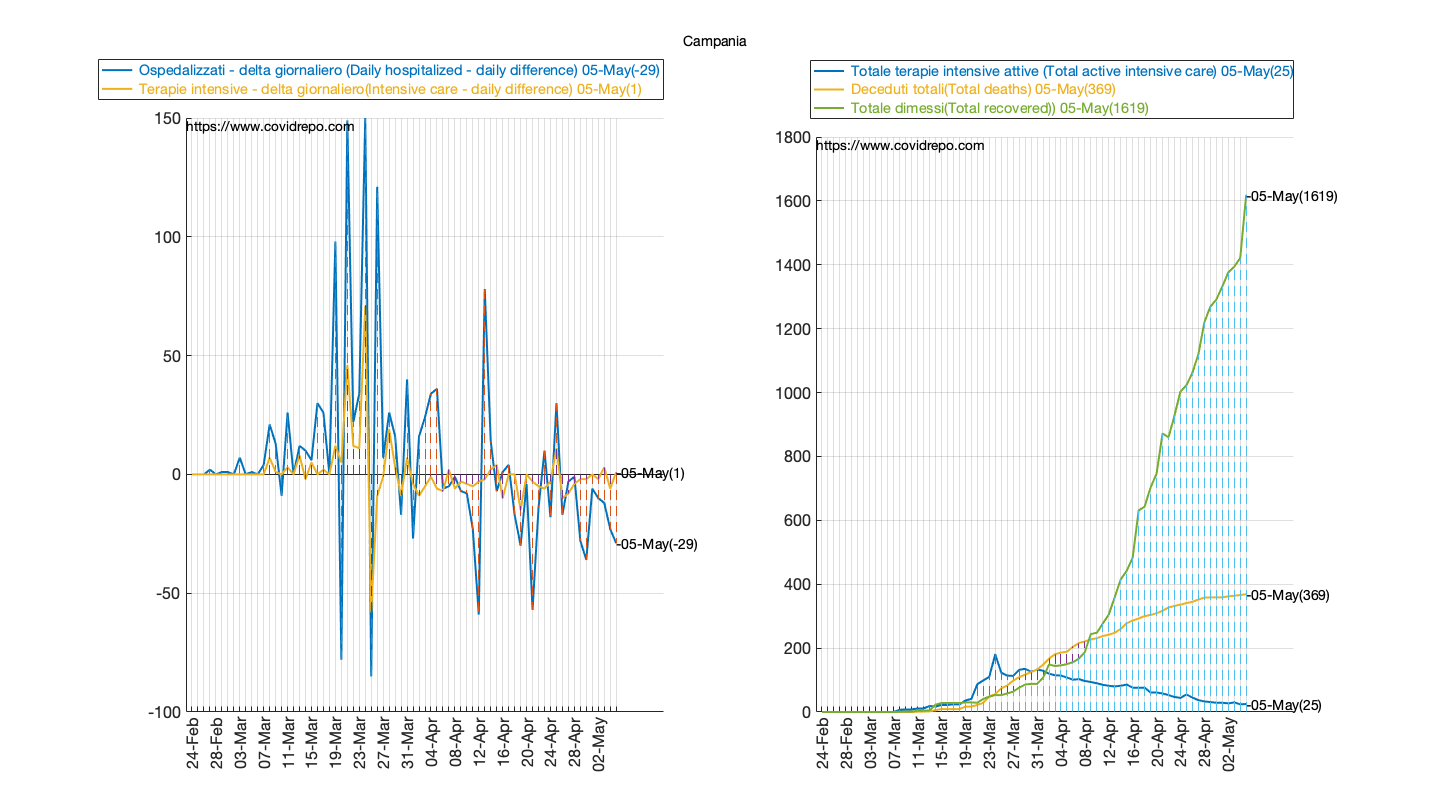 Campania
Ospedalizzati - delta giornaliero (Daily hospitalized - daily difference) 05-May(-29)
Terapie intensive - delta giornaliero(Intensive care - daily difference) 05-May(1)
150
https://www.covidrepo.com
100
50
0
-50
-100
05-May(1)
05-May(-29)
24-Feb
28-Feb
03-Mar
07-Mar
11-Mar
15-Mar
19-Mar
23-Mar
27-Mar
31-Mar
04-Apr
08-Apr
12-Apr
16-Apr
20-Apr
24-Apr
28-Apr
02-May
Totale terapie intensive attive (Total active intensive care) 05-May(25)
Deceduti totali(Total deaths) 05-May(369)
Totale dimessi(Total recovered)) 05-May(1619)
1800
https://www.covidrepo.com
1600
1400
1200
1000
800
600
400
200
0
05-May(1619)
05-May(369)
05-May(25)
24-Feb
28-Feb
03-Mar
07-Mar
11-Mar
15-Mar
19-Mar
23-Mar
27-Mar
31-Mar
04-Apr
08-Apr
12-Apr
16-Apr
20-Apr
24-Apr
28-Apr
02-May